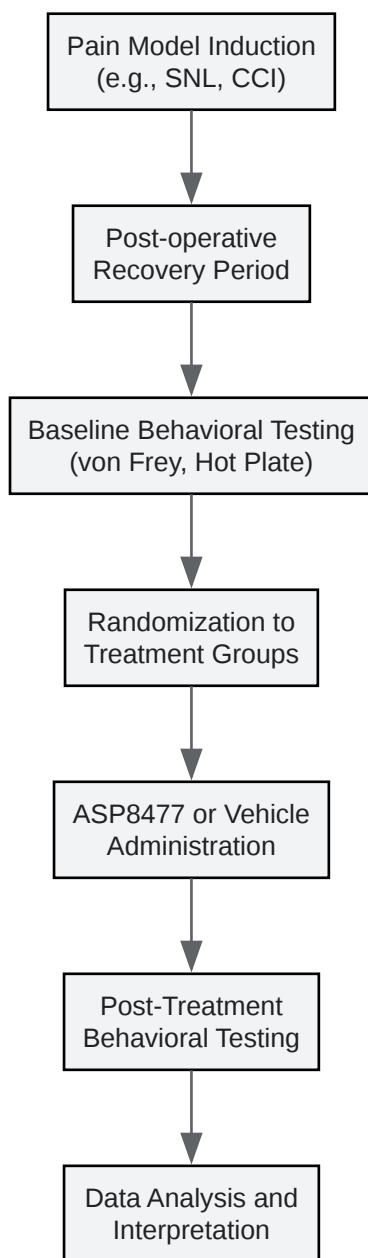 Pain Model Induction
(e.g., SNL, CCI)
Post-operative
Recovery Period
Baseline Behavioral Testing
(von Frey, Hot Plate)
Randomization to
Treatment Groups
ASP8477 or Vehicle
Administration
Post-Treatment
Behavioral Testing
Data Analysis and
Interpretation